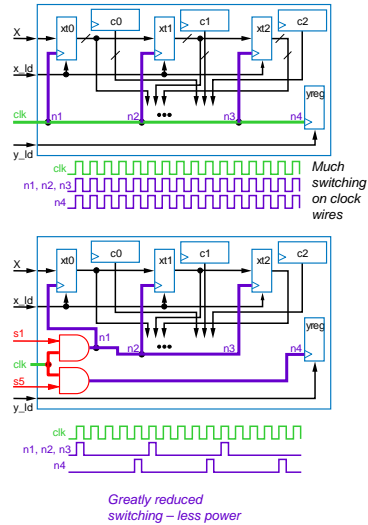 c0 c1 c2
X xt0 xt1 xt2
x_ld yreg
clk n1 n2 n3 n4
y_ld
clk
n1, n2, n3
n4
Much
switching
on clock
wires
c0 c1 c2
X xt0 xt1 xt2
x_ld
s1 n1 yreg
n2 n3 n4
clk
s5
y_ld
clk
n1, n2, n3
n4
Greatly reduced
switching – less power